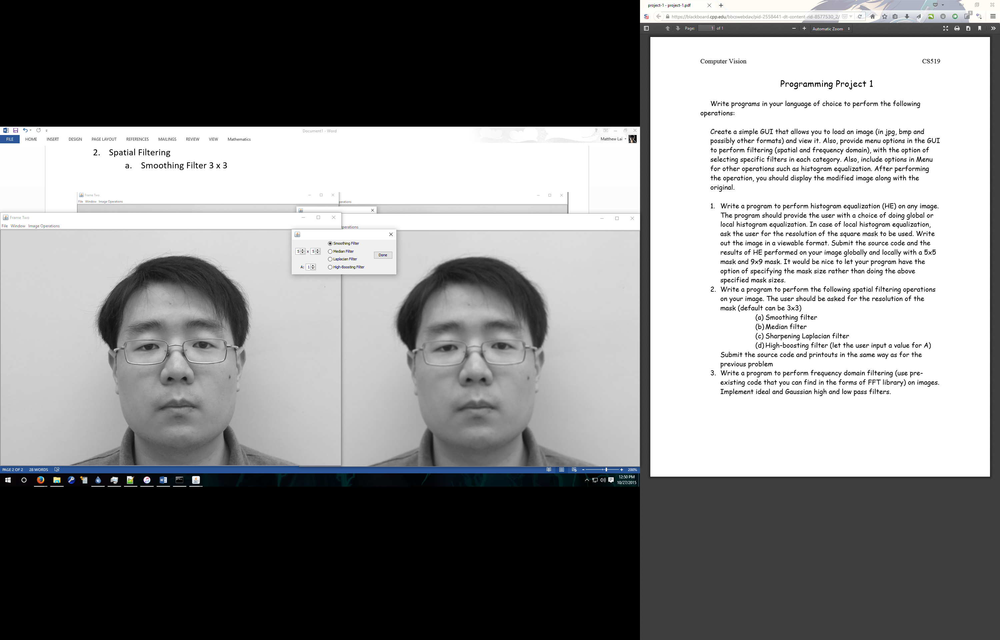 Document1 - Word
FILE HOME INSERT DESIGN PAGE LAYOUT REFERENCES MAILINGS REVIEW VIEW Mathematics
Matthew Lai
2. Spatial Filtering
a. Smoothing Filter 3 x 3
Frame Two
File Window Image Operations
perations
Frame Two
File Window Image Operations
perations
Smoothing Filter
5 x 5
Median Filter
Done
Laplacian Filter
A: 1
High-Boosting Filter
PAGE 2 OF 2 28 WORDS
200%
12:50 PM
10/27/2015
project-1 - project-1.pdf
https://blackboard.cpp.edu/bbcswebdav/pid-2558441-dt-content-rid-8577530_2/
Page: 1 of 1
Automatic Zoom
Computer Vision CS519
Programming Project 1
Write programs in your language of choice to perform the following
operations:
Create a simple GUI that allows you to load an image (in jpg, bmp and
possibly other formats) and view it. Also, provide menu options in the GUI
to perform filtering (spatial and frequency domain), with the option of
selecting specific filters in each category. Also, include options in Menu
for other operations such as histogram equalization. After performing
the operation, you should display the modified image along with the
original.
1. Write a program to perform histogram equalization (HE) on any image.
The program should provide the user with a choice of doing global or
local histogram equalization. In case of local histogram equalization,
ask the user for the resolution of the square mask to be used. Write
out the image in a viewable format. Submit the source code and the
results of HE performed on your image globally and locally with a 5x5
mask and 9x9 mask. It would be nice to let your program have the
option of specifying the mask size rather than doing the above
specified mask sizes.
2. Write a program to perform the following spatial filtering operations
on your image. The user should be asked for the resolution of the
mask (default can be 3x3)
(a) Smoothing filter
(b) Median filter
(c) Sharpening Laplacian filter
(d) High-boosting filter (let the user input a value for A)
Submit the source code and printouts in the same way as for the
previous problem
3. Write a program to perform frequency domain filtering (use pre-
existing code that you can find in the forms of FFT library) on images.
Implement ideal and Gaussian high and low pass filters.